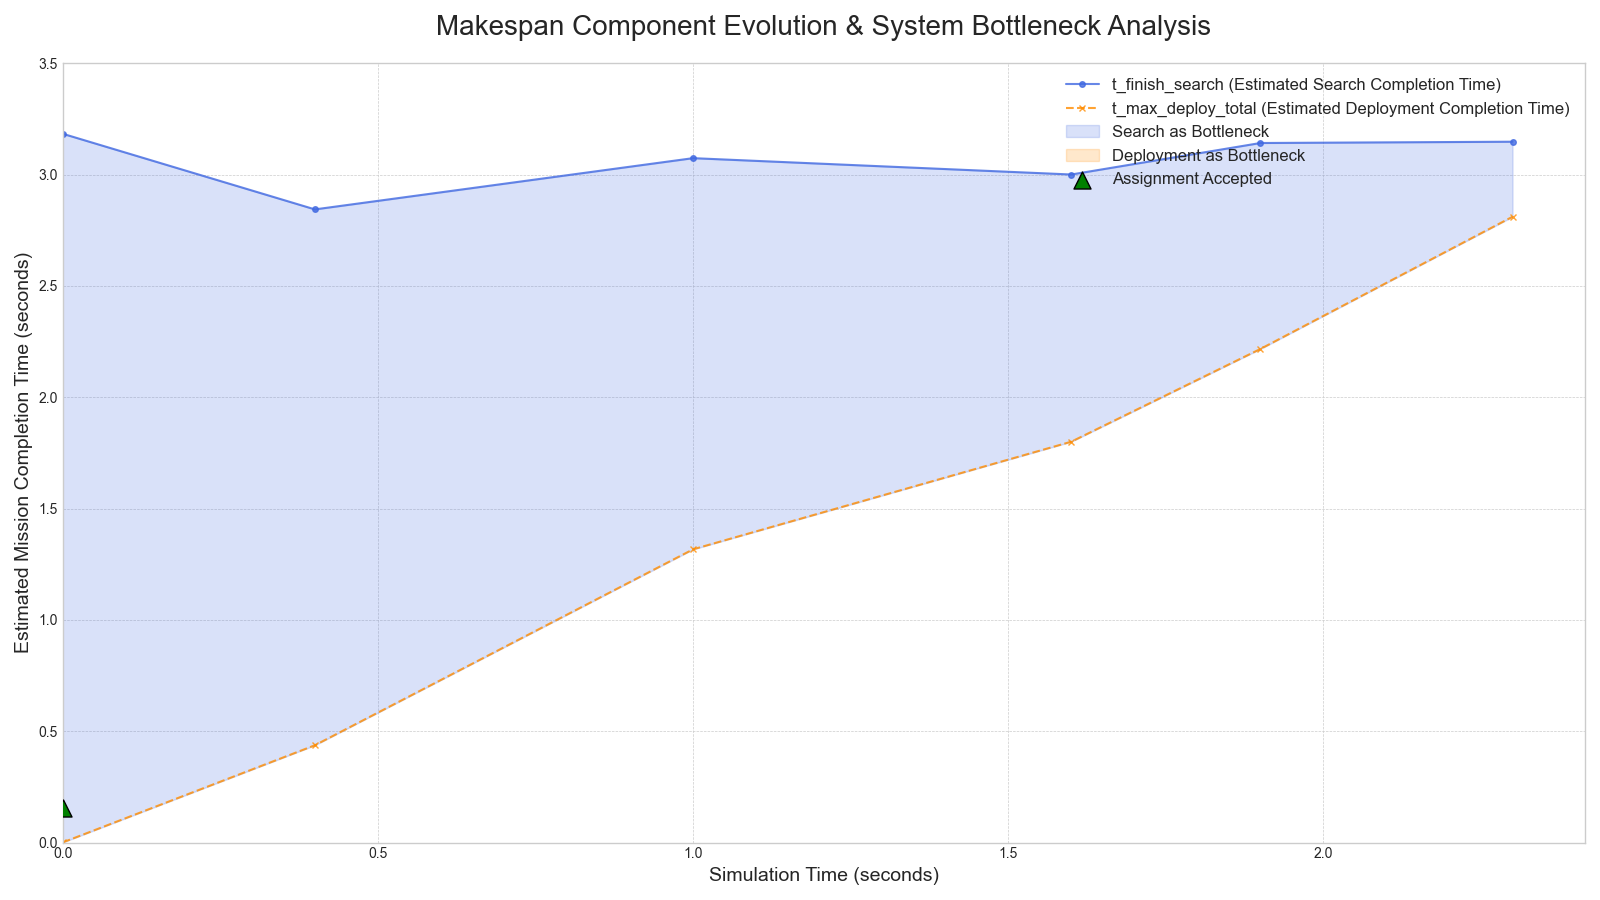 Makespan Component Evolution & System Bottleneck Analysis
3.5
t_finish_search (Estimated Search Completion Time)
t_max_deploy_total (Estimated Deployment Completion Time)
Search as Bottleneck
Deployment as Bottleneck
Assignment Accepted
3.0
2.5
2.0
1.5
1.0
0.5
0.0
Estimated Mission Completion Time (seconds)
0.0 0.5 1.0 1.5 2.0
Simulation Time (seconds)